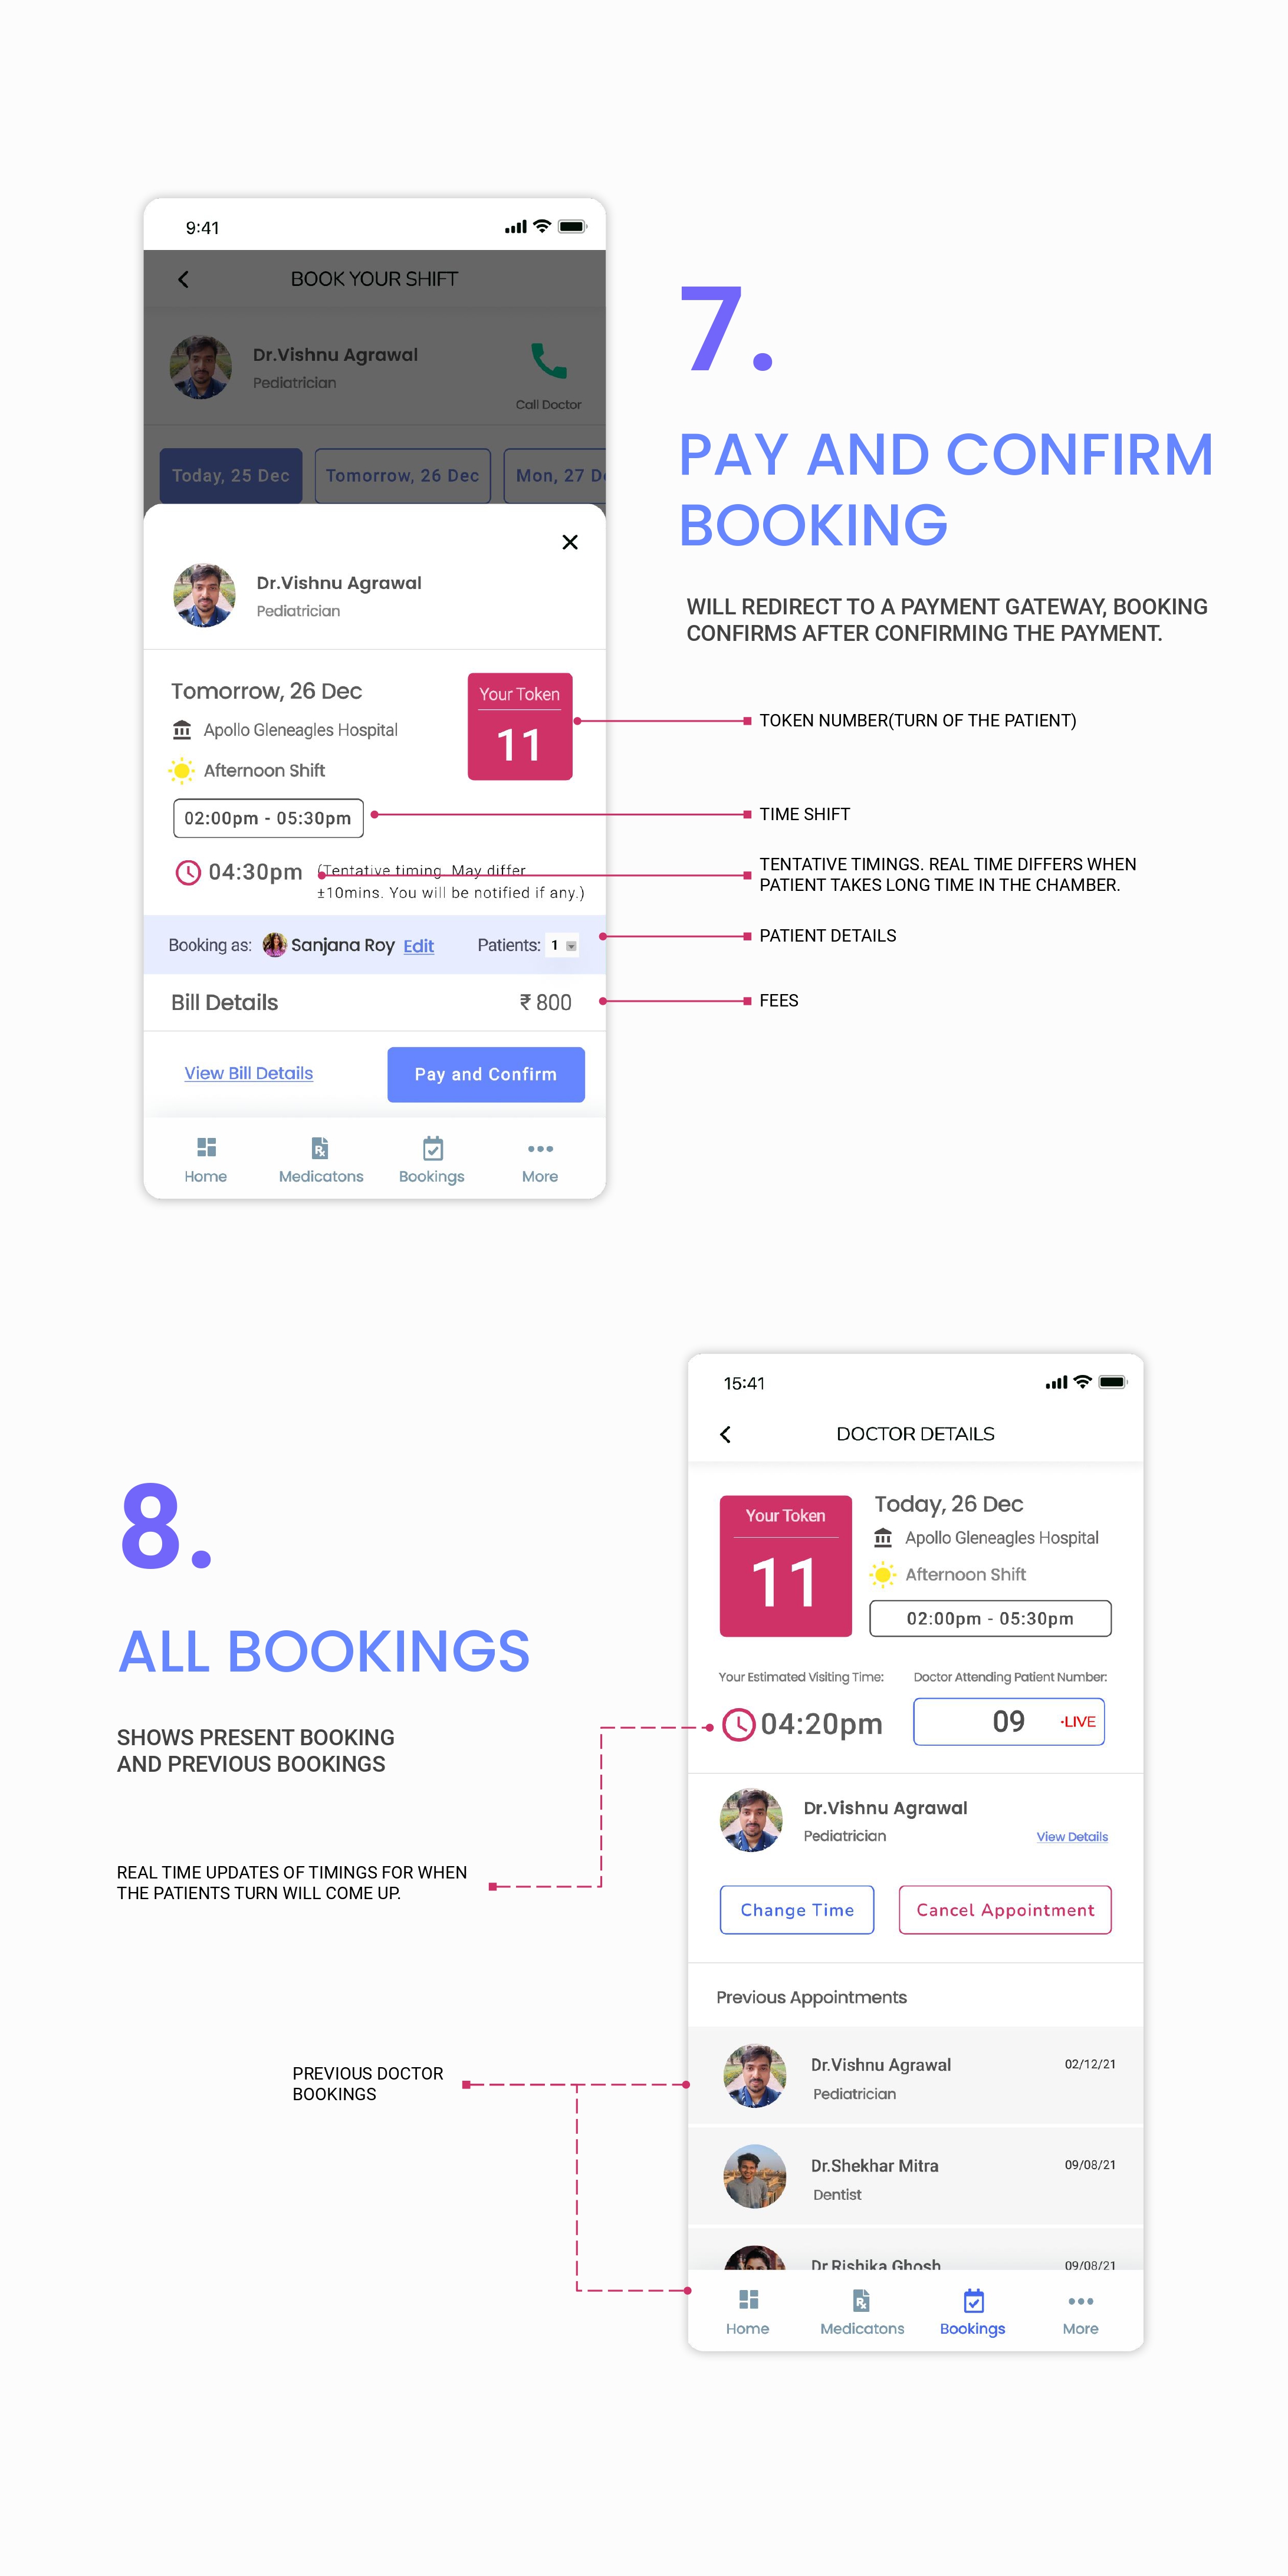 9:41
BOOK YOUR SHIFT
Dr.Vishnu Agrawal
Pediatrician
Call Doctor
Today, 25 Dec
Tomorrow, 26 Dec
Mon, 27 D
Dr.Vishnu Agrawal
Pediatrician
Tomorrow, 26 Dec
Apollo Gleneagles Hospital
Afternoon Shift
Your Token
11
02:00pm - 05:30pm
04:30pm
(Tentative timing. May differ
±10mins. You will be notified if any.)
Booking as: Sanjana Roy Edit
Patients: 1
Bill Details
₹ 800
View Bill Details
Pay and Confirm
Home
Medicatons
Bookings
More
7.
PAY AND CONFIRM
BOOKING
WILL REDIRECT TO A PAYMENT GATEWAY, BOOKING
CONFIRMS AFTER CONFIRMING THE PAYMENT.
TOKEN NUMBER(TURN OF THE PATIENT)
TIME SHIFT
TENTATIVE TIMINGS. REAL TIME DIFFERS WHEN
PATIENT TAKES LONG TIME IN THE CHAMBER.
PATIENT DETAILS
FEES
8.
ALL BOOKINGS
SHOWS PRESENT BOOKING
AND PREVIOUS BOOKINGS
REAL TIME UPDATES OF TIMINGS FOR WHEN
THE PATIENTS TURN WILL COME UP.
PREVIOUS DOCTOR
BOOKINGS
15:41
DOCTOR DETAILS
Your Token
11
Today, 26 Dec
Apollo Gleneagles Hospital
Afternoon Shift
02:00pm - 05:30pm
Your Estimated Visiting Time:
04:20pm
Doctor Attending Patient Number:
09
·LIVE
Dr.Vishnu Agrawal
Pediatrician
View Details
Change Time
Cancel Appointment
Previous Appointments
Dr.Vishnu Agrawal
Pediatrician
02/12/21
Dr.Shekhar Mitra
Dentist
09/08/21
Dr.Rishika Ghosh
09/08/21
Home
Medicatons
Bookings
More